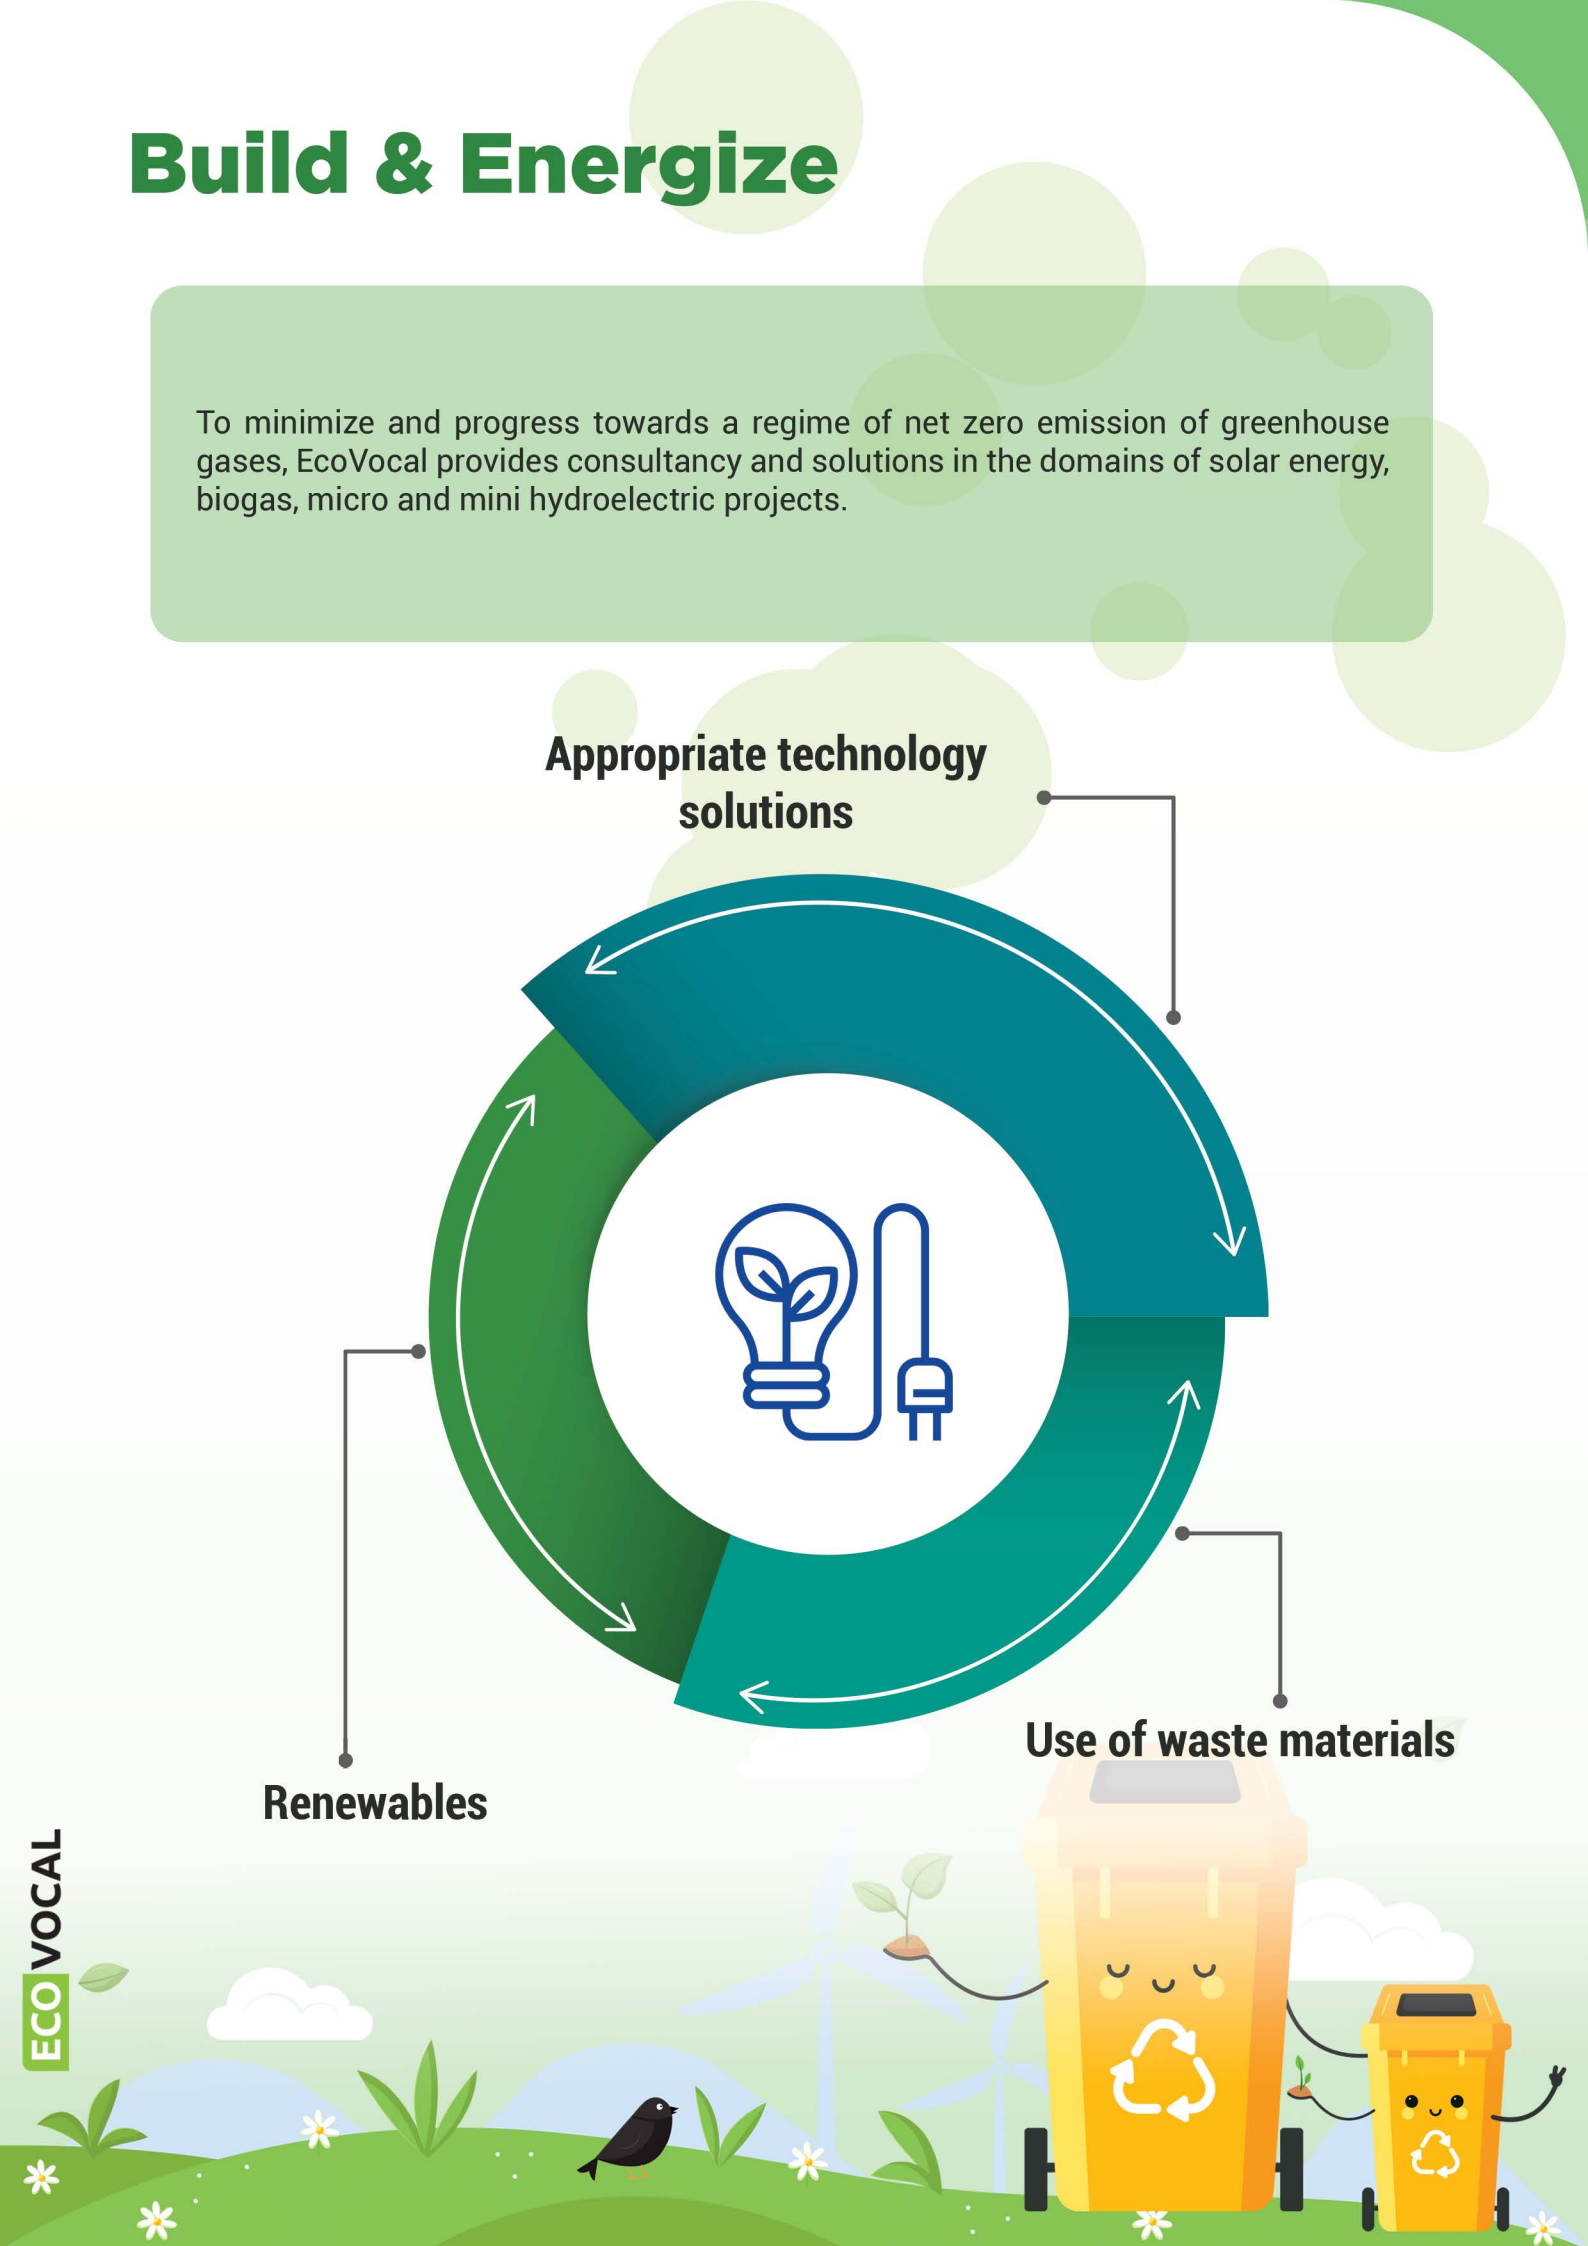 Build & Energize
To minimize and progress towards a regime of net zero emission of greenhouse
gases, EcoVocal provides consultancy and solutions in the domains of solar energy,
biogas, micro and mini hydroelectric projects.
Appropriate technology
solutions
Use of waste materials
Renewables
ECO VOCAL